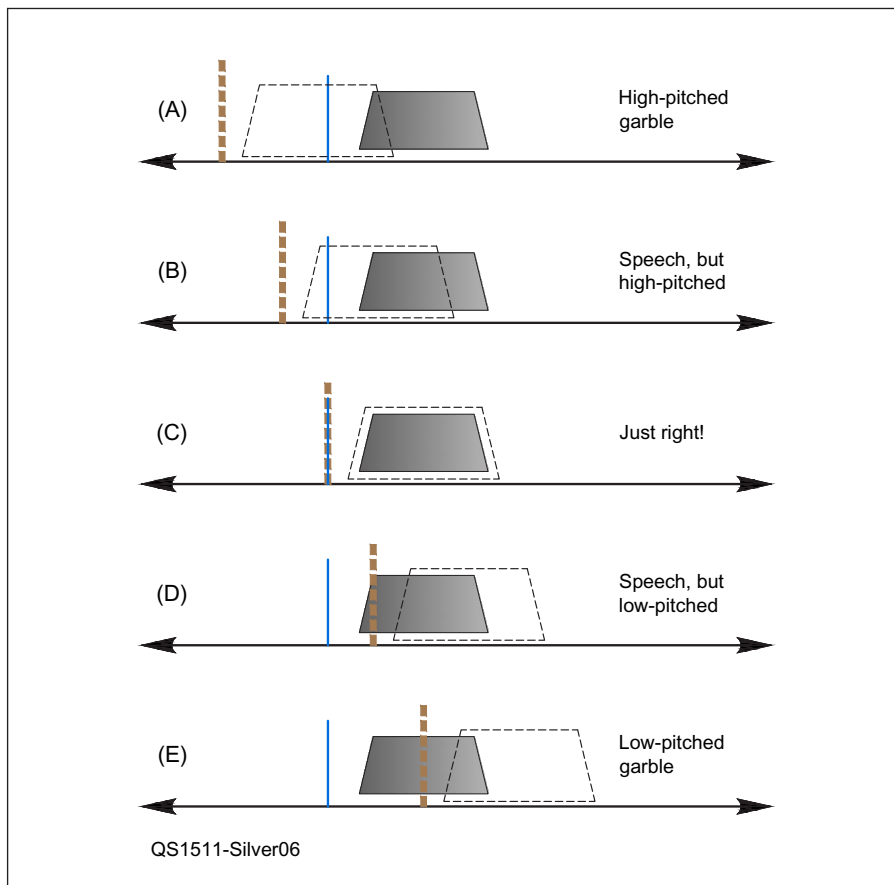 (A)
High-pitched
garble
(B)
Speech, but
high-pitched
(C)
Just right!
(D)
Speech, but
low-pitched
(E)
Low-pitched
garble
QS1511-Silver06